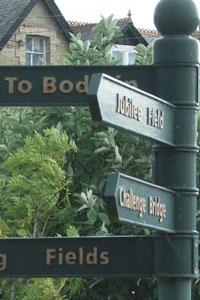 To Bod
Jubilee Field
Challenge Bridge
g Fields